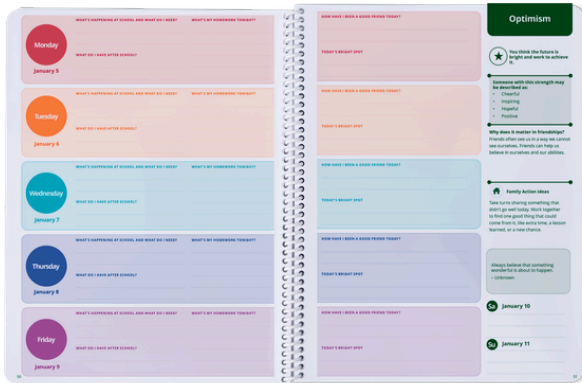 WHAT'S HAPPENING AT SCHOOL AND WHAT DO I NEED? WHAT'S MY HOMEWORK TONIGHT?
Monday
WHAT DO I HAVE AFTER SCHOOL?
January 5
WHAT'S HAPPENING AT SCHOOL AND WHAT DO I NEED? WHAT'S MY HOMEWORK TONIGHT?
Tuesday
WHAT DO I HAVE AFTER SCHOOL?
January 6
WHAT'S HAPPENING AT SCHOOL AND WHAT DO I NEED? WHAT'S MY HOMEWORK TONIGHT?
Wednesday
WHAT DO I HAVE AFTER SCHOOL?
January 7
WHAT'S HAPPENING AT SCHOOL AND WHAT DO I NEED? WHAT'S MY HOMEWORK TONIGHT?
Thursday
WHAT DO I HAVE AFTER SCHOOL?
January 8
WHAT'S HAPPENING AT SCHOOL AND WHAT DO I NEED? WHAT'S MY HOMEWORK TONIGHT?
Friday
WHAT DO I HAVE AFTER SCHOOL?
January 9
HOW HAVE I BEEN A GOOD FRIEND TODAY?
TODAY'S BRIGHT SPOT
HOW HAVE I BEEN A GOOD FRIEND TODAY?
TODAY'S BRIGHT SPOT
HOW HAVE I BEEN A GOOD FRIEND TODAY?
TODAY'S BRIGHT SPOT
HOW HAVE I BEEN A GOOD FRIEND TODAY?
TODAY'S BRIGHT SPOT
HOW HAVE I BEEN A GOOD FRIEND TODAY?
TODAY'S BRIGHT SPOT
Optimism
You think the future is
bright and work to achieve
it.
Someone with this strength may
be described as:
• Cheerful
• Inspiring
• Hopeful
• Positive
Why does it matter in friendships?
Friends often see us in a way we cannot
see ourselves. Friends can help us
believe in ourselves and our abilities.
Family Action Ideas
Take turns sharing something that
didn't go well today. Work together
to find one good thing that could
come from it, like extra time, a lesson
learned, or a new chance.
Always believe that something
wonderful is about to happen.
– Unknown
Sa January 10
Su January 11